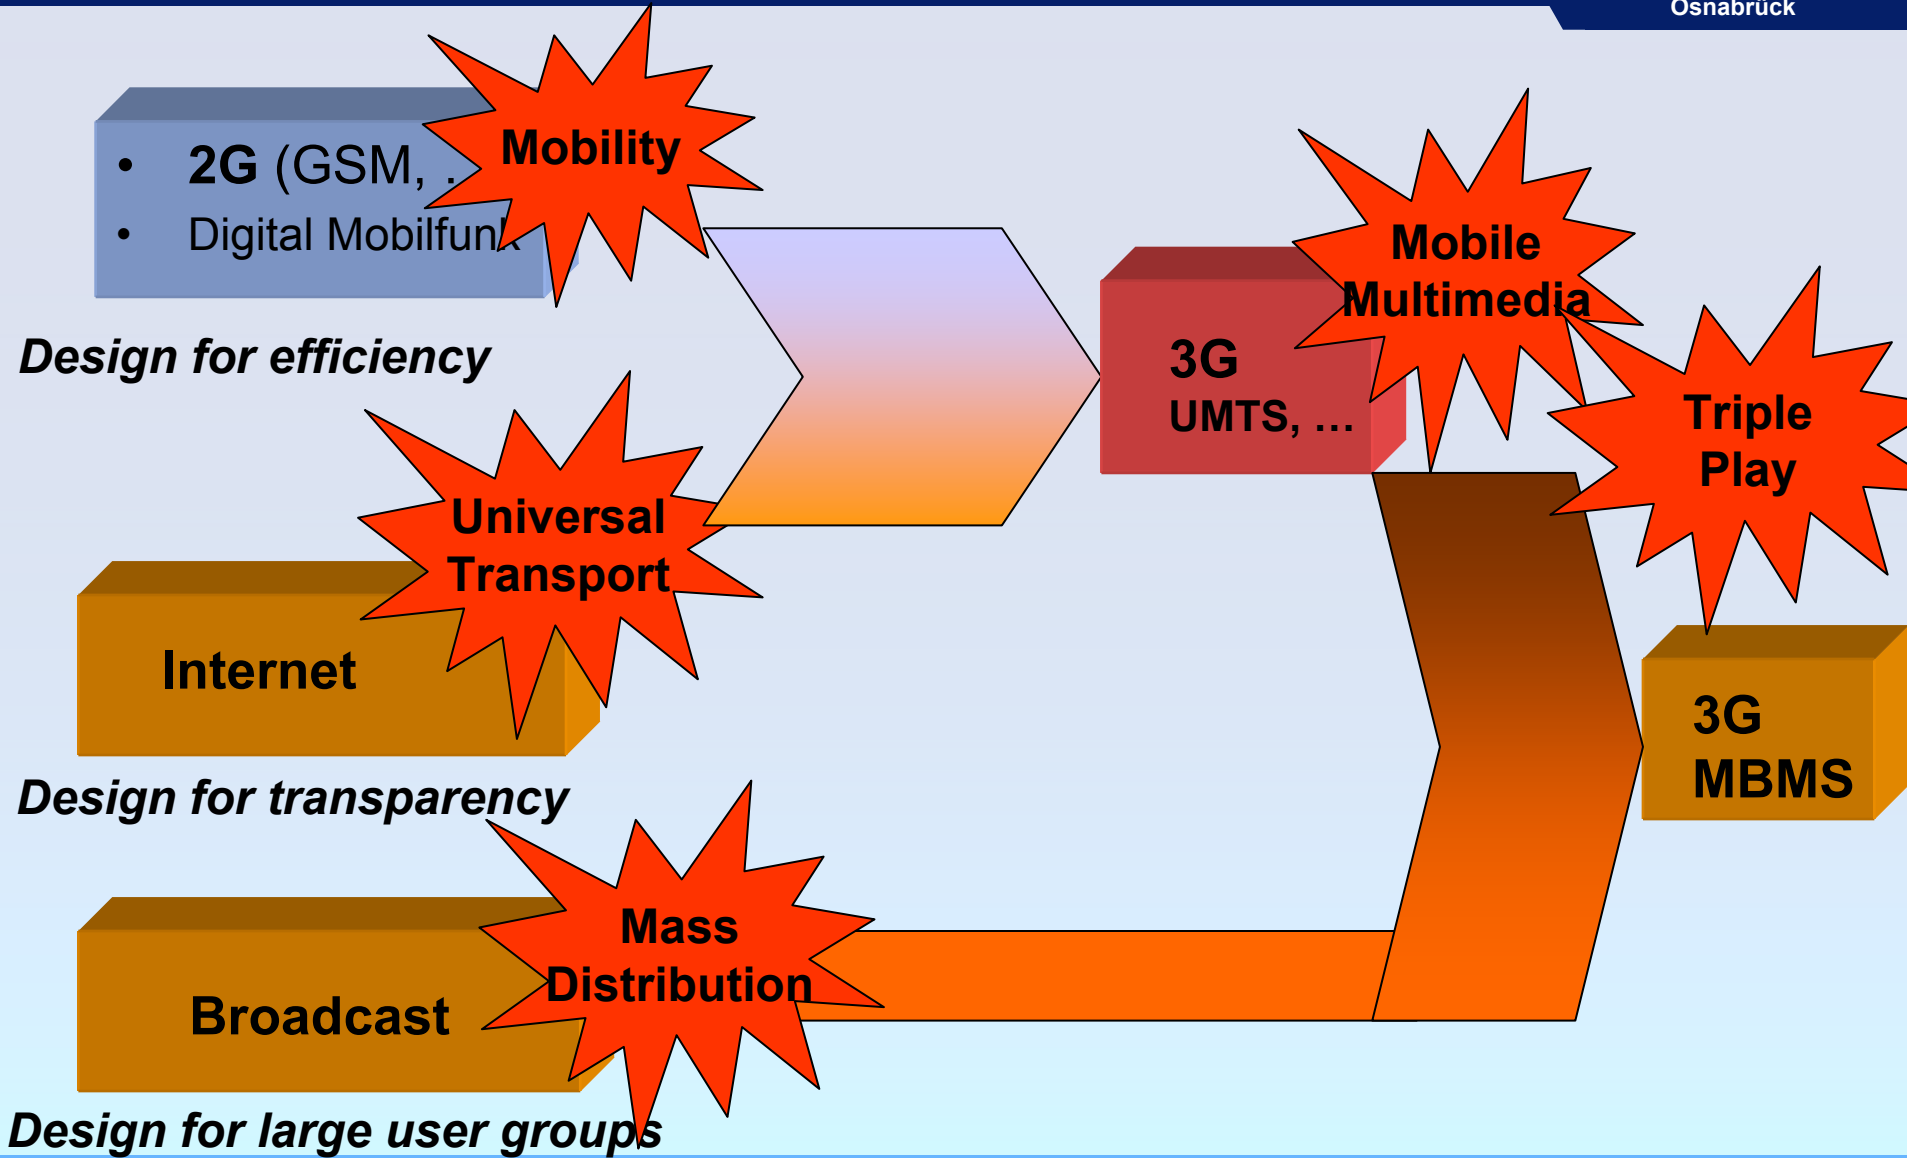 Osnabrück
• 2G (GSM, .
• Digital Mobilfunk
Mobility
Design for efficiency
Universal
Transport
Internet
Design for transparency
Mass
Distribution
Broadcast
Design for large user groups
3G
UMTS, …
Mobile
Multimedia
Triple
Play
3G
MBMS